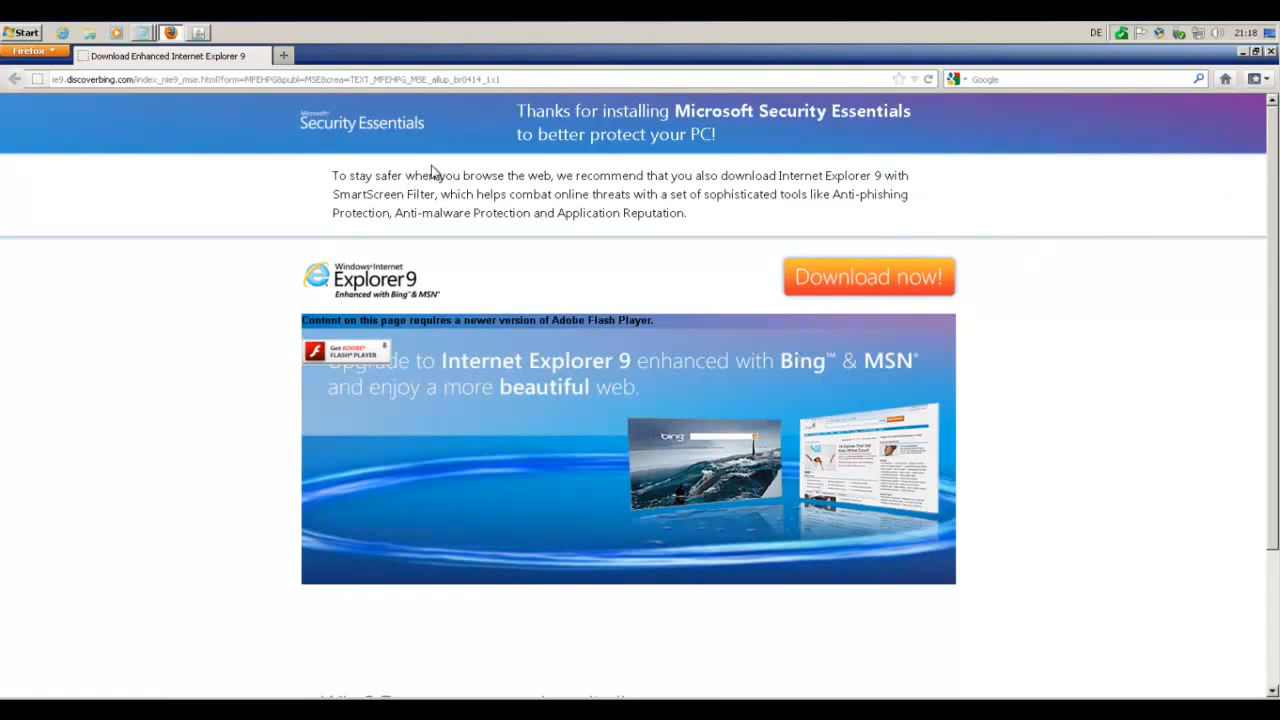 Start
DE
21:18
Firefox
Download Enhanced Internet Explorer 9
ie9.discoverbing.com/index_nie9_mse.html?form=MFEHPG&publ=MSE&crea=TEXT_MFEHPG_MSE_allup_br0414_1x1
Google
Microsoft®
Security Essentials
Thanks for installing Microsoft Security Essentials
to better protect your PC!
To stay safer when you browse the web, we recommend that you also download Internet Explorer 9 with
SmartScreen Filter, which helps combat online threats with a set of sophisticated tools like Anti-phishing
Protection, Anti-malware Protection and Application Reputation.
Windows® Internet
Explorer 9
Enhanced with Bing™ & MSN®
Download now!
Content on this page requires a newer version of Adobe Flash Player.
Get ADOBE®
FLASH® PLAYER
Upgrade to Internet Explorer 9 enhanced with Bing™ & MSN®
and enjoy a more beautiful web.
bing